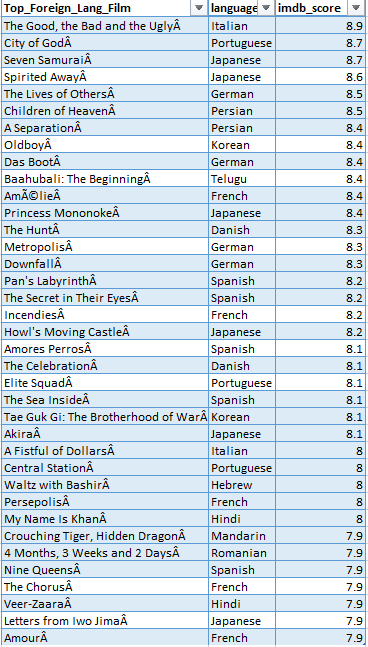 Top_Foreign_Lang_Film language imdb_score
The Good, the Bad and the UglyÂ Italian 8.9
City of GodÂ Portuguese 8.7
Seven SamuraiÂ Japanese 8.7
Spirited AwayÂ Japanese 8.6
The Lives of OthersÂ German 8.5
Children of HeavenÂ Persian 8.5
A SeparationÂ Persian 8.4
OldboyÂ Korean 8.4
Das BootÂ German 8.4
Baahubali: The BeginningÂ Telugu 8.4
AmÃ©lieÂ French 8.4
Princess MononokeÂ Japanese 8.4
The HuntÂ Danish 8.3
MetropolisÂ German 8.3
DownfallÂ German 8.3
Pan's LabyrinthÂ Spanish 8.2
The Secret in Their EyesÂ Spanish 8.2
IncendiesÂ French 8.2
Howl's Moving CastleÂ Japanese 8.2
Amores PerrosÂ Spanish 8.1
The CelebrationÂ Danish 8.1
Elite SquadÂ Portuguese 8.1
The Sea InsideÂ Spanish 8.1
Tae Guk Gi: The Brotherhood of WarÂ Korean 8.1
AkiraÂ Japanese 8.1
A Fistful of DollarsÂ Italian 8
Central StationÂ Portuguese 8
Waltz with BashirÂ Hebrew 8
PersepolisÂ French 8
My Name Is KhanÂ Hindi 8
Crouching Tiger, Hidden DragonÂ Mandarin 7.9
4 Months, 3 Weeks and 2 DaysÂ Romanian 7.9
Nine QueensÂ Spanish 7.9
The ChorusÂ French 7.9
Veer-ZaaraÂ Hindi 7.9
Letters from Iwo JimaÂ Japanese 7.9
AmourÂ French 7.9